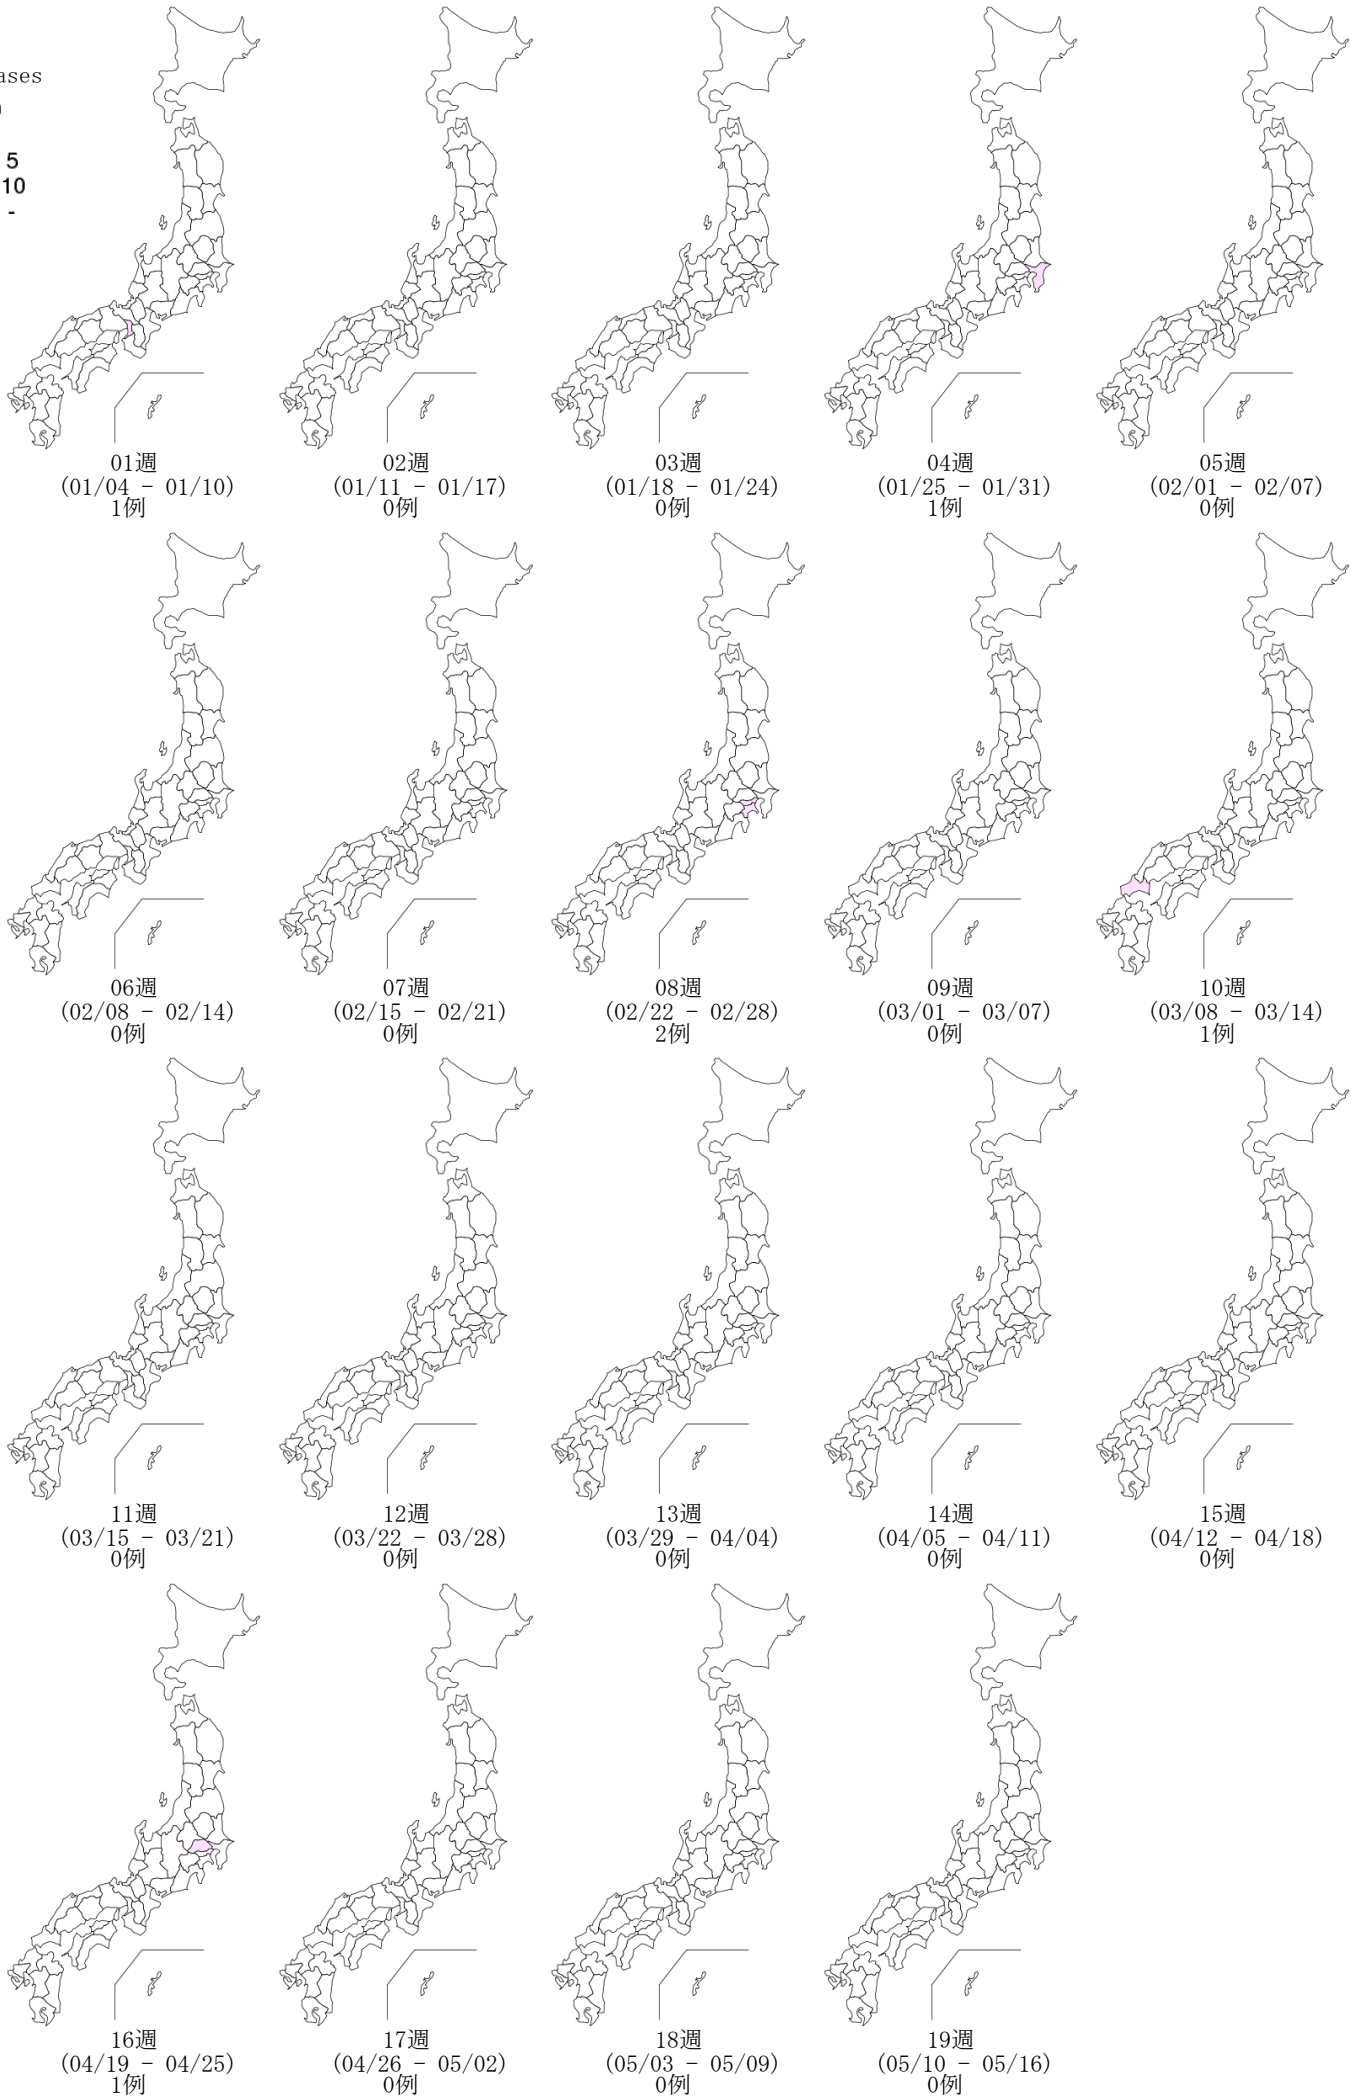 ases
5
10
-
01週
(01/04 - 01/10)
1例
02週
(01/11 - 01/17)
0例
03週
(01/18 - 01/24)
0例
04週
(01/25 - 01/31)
1例
05週
(02/01 - 02/07)
0例
06週
(02/08 - 02/14)
0例
07週
(02/15 - 02/21)
0例
08週
(02/22 - 02/28)
2例
09週
(03/01 - 03/07)
0例
10週
(03/08 - 03/14)
1例
11週
(03/15 - 03/21)
0例
12週
(03/22 - 03/28)
0例
13週
(03/29 - 04/04)
0例
14週
(04/05 - 04/11)
0例
15週
(04/12 - 04/18)
0例
16週
(04/19 - 04/25)
1例
17週
(04/26 - 05/02)
0例
18週
(05/03 - 05/09)
0例
19週
(05/10 - 05/16)
0例